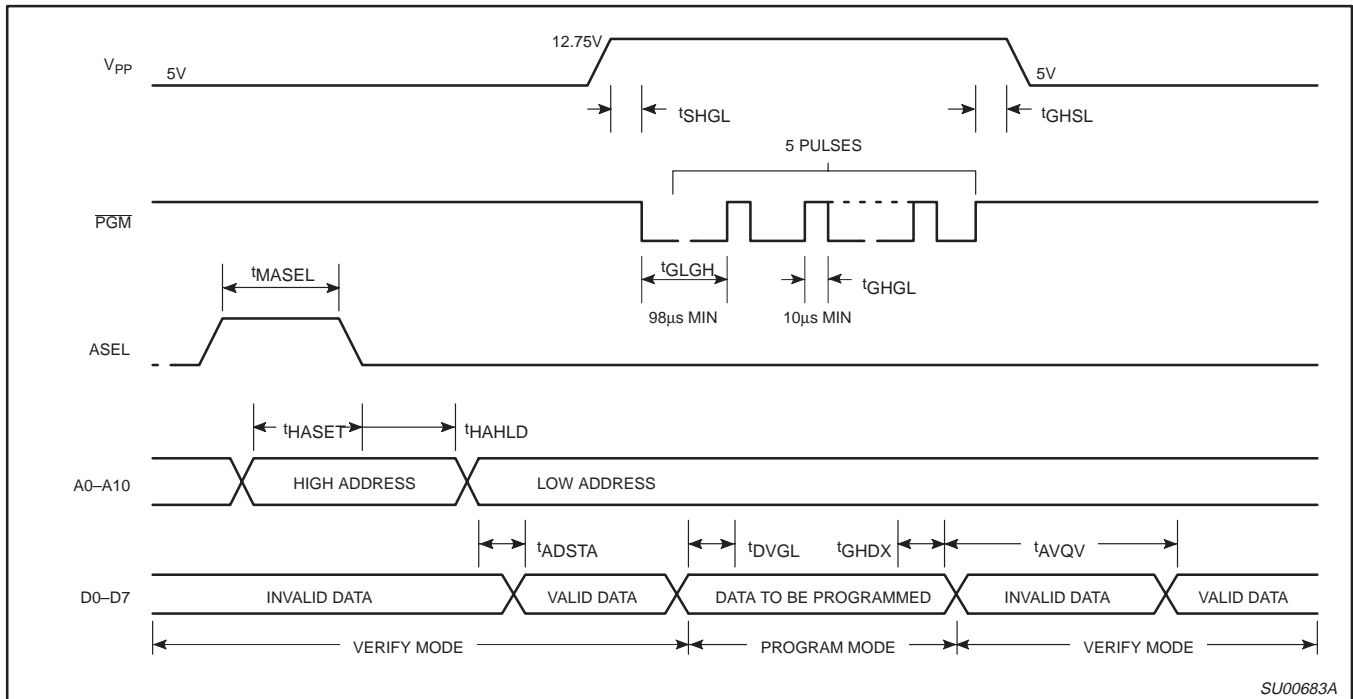 12.75V
VPP
5V
5V
tSHGL
tGHSL
5 PULSES
PGM
tMASEL
tGLGH
tGHGL
98µs MIN
10µs MIN
ASEL
tHASET
tHAHLD
A0–A10
HIGH ADDRESS
LOW ADDRESS
tADSTA
tDVGL
tGHDX
tAVQV
D0–D7
INVALID DATA
VALID DATA
DATA TO BE PROGRAMMED
INVALID DATA
VALID DATA
VERIFY MODE
PROGRAM MODE
VERIFY MODE
SU00683A